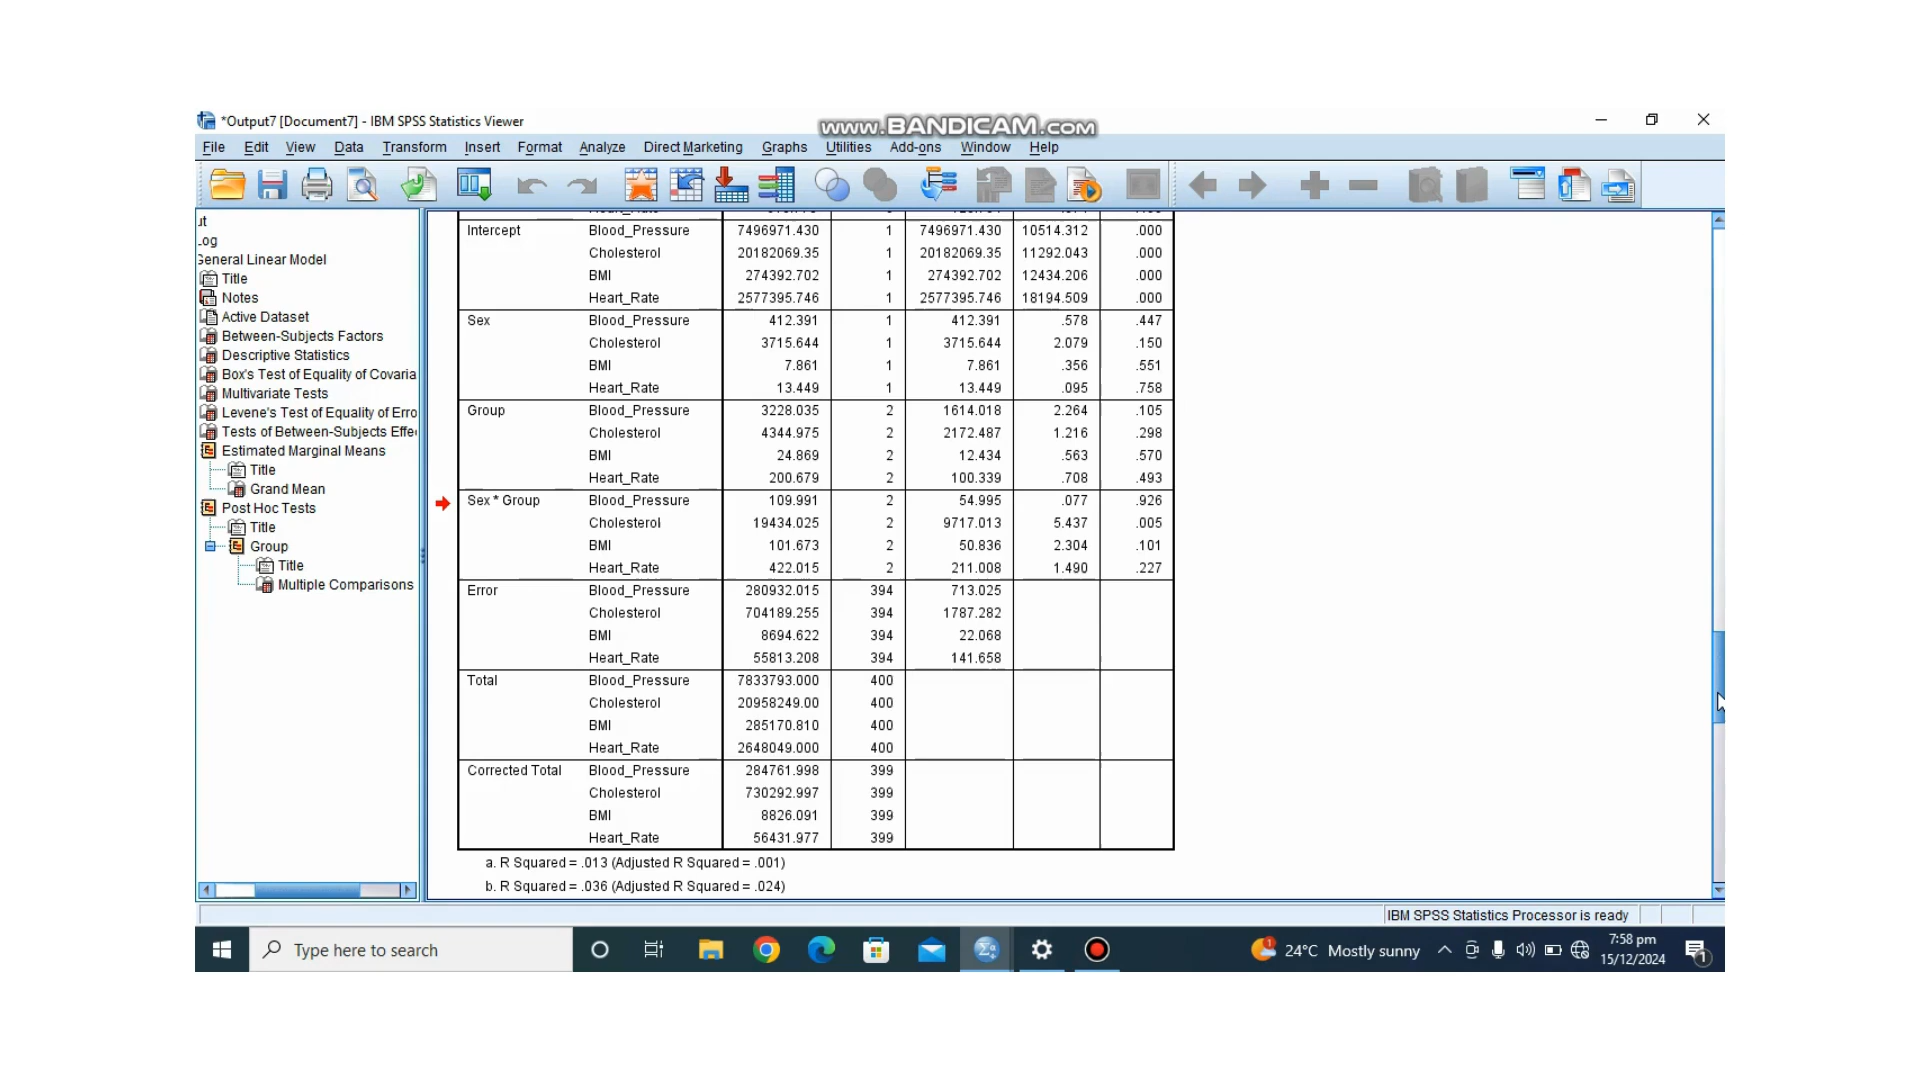 *Output7 [Document7] - IBM SPSS Statistics Viewer
www.BANDICAM.com
File Edit View Data Transform Insert Format Analyze Direct Marketing Graphs Utilities Add-ons Window Help
ut
Log
General Linear Model
Title
Notes
Active Dataset
Between-Subjects Factors
Descriptive Statistics
Box's Test of Equality of Covaria
Multivariate Tests
Levene's Test of Equality of Erro
Tests of Between-Subjects Effe
Estimated Marginal Means
Title
Grand Mean
Post Hoc Tests
Title
Group
Title
Multiple Comparisons
Intercept Blood_Pressure 7496971.430 1 7496971.430 10514.312 .000
Cholesterol 20182069.35 1 20182069.35 11292.043 .000
BMI 274392.702 1 274392.702 12434.206 .000
Heart_Rate 2577395.746 1 2577395.746 18194.509 .000
Sex Blood_Pressure 412.391 1 412.391 .578 .447
Cholesterol 3715.644 1 3715.644 2.079 .150
BMI 7.861 1 7.861 .356 .551
Heart_Rate 13.449 1 13.449 .095 .758
Group Blood_Pressure 3228.035 2 1614.018 2.264 .105
Cholesterol 4344.975 2 2172.487 1.216 .298
BMI 24.869 2 12.434 .563 .570
Heart_Rate 200.679 2 100.339 .708 .493
Sex * Group Blood_Pressure 109.991 2 54.995 .077 .926
Cholesterol 19434.025 2 9717.013 5.437 .005
BMI 101.673 2 50.836 2.304 .101
Heart_Rate 422.015 2 211.008 1.490 .227
Error Blood_Pressure 280932.015 394 713.025
Cholesterol 704189.255 394 1787.282
BMI 8694.622 394 22.068
Heart_Rate 55813.208 394 141.658
Total Blood_Pressure 7833793.000 400
Cholesterol 20958249.00 400
BMI 285170.810 400
Heart_Rate 2648049.000 400
Corrected Total Blood_Pressure 284761.998 399
Cholesterol 730292.997 399
BMI 8826.091 399
Heart_Rate 56431.977 399
a. R Squared = .013 (Adjusted R Squared = .001)
b. R Squared = .036 (Adjusted R Squared = .024)
IBM SPSS Statistics Processor is ready
Type here to search
24°C Mostly sunny
7:58 pm
15/12/2024
1
1